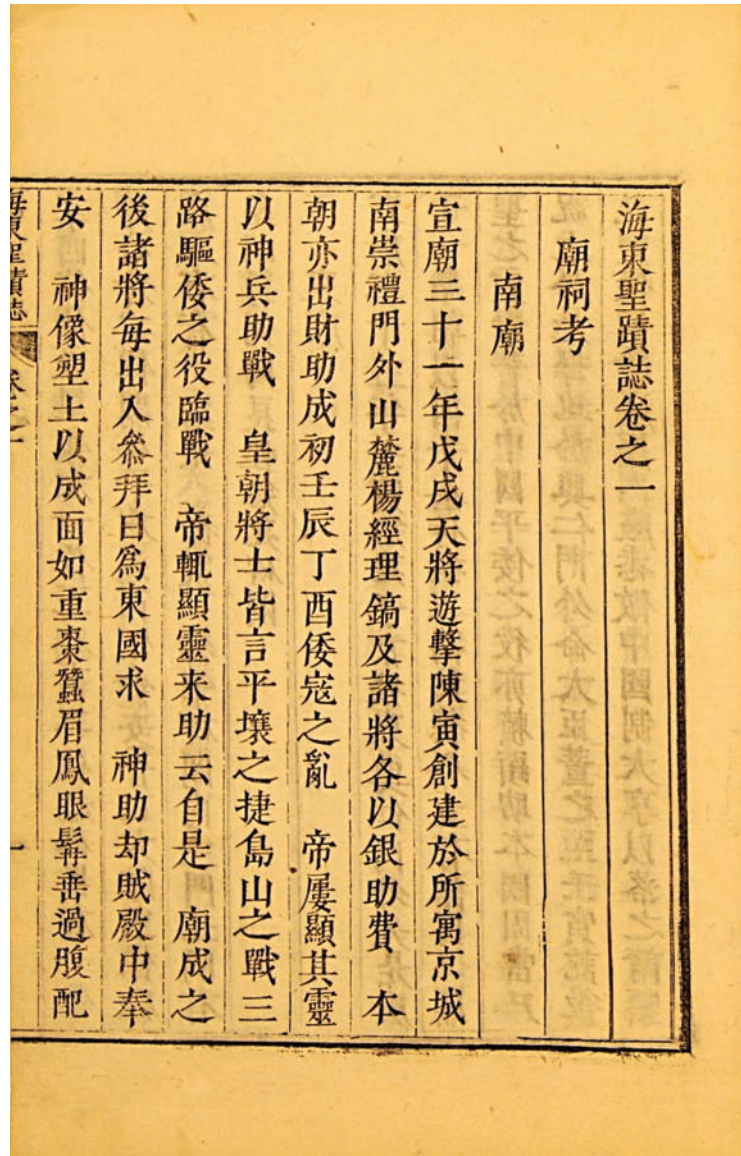 海東聖蹟誌卷之一
廟祠考
南廟
宣廟三十一年戊戌天將遊擊陳寅創建於所寓京城
南崇禮門外山麓楊經理鎬及諸將各以銀助費 本
朝亦出財助成初壬辰丁酉倭寇之亂 帝屢顯其靈
以神兵助戰 皇朝將士皆言平壤之捷島山之戰三
路驅倭之役臨戰 帝輒顯靈来助云自是 廟成之
後諸將每出入叅拜曰爲東國求 神助却賊殿中奉
安 神像塑土以成面如重棗蠶眉鳳眼髯垂過腹配
海東聖蹟誌 卷之一 一